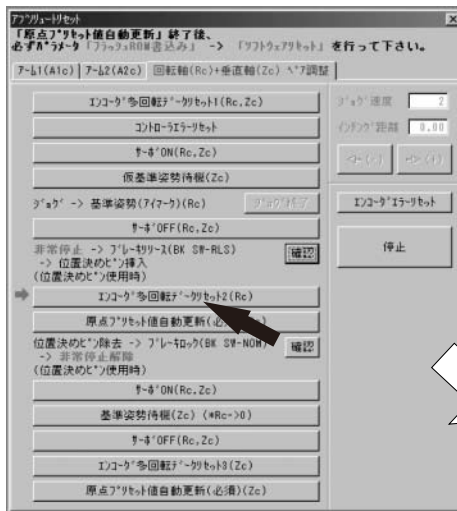 アブソリュートリセット
「原点プリセット値自動更新」終了後、
必ずパラメータ「フラッシュROM書込み」 -> 「ソフトウェアリセット」 を行って下さい。
アーム1(A1c) アーム2(A2c) 回転軸(Rc)+垂直軸(Zc) ペア調整
エンコーダ多回転データリセット1(Rc,Zc)
ジョグ速度 2
コントローラエラーリセット
インチング距離 0.00
サーボON(Rc,Zc)
仮基準姿勢待機(Zc)
ジョグ -> 基準姿勢(アイマーク)(Rc) ジョグ終了
エンコーダエラーリセット
サーボOFF(Rc,Zc)
非常停止 -> ブレーキリリース(BK SW-RLS)
-> 位置決めピン挿入
(位置決めピン使用時)
確認
停止
エンコーダ多回転データリセット2(Rc)
原点プリセット値自動更新(必
位置決めピン除去 -> ブレーキロック(BK SW-NOM)
-> 非常停止解除
(位置決めピン使用時)
確認
サーボON(Rc,Zc)
基準姿勢待機(Zc) (*Rc->0)
サーボOFF(Rc,Zc)
エンコーダ多回転データリセット3(Zc)
原点プリセット値自動更新(必須)(Zc)